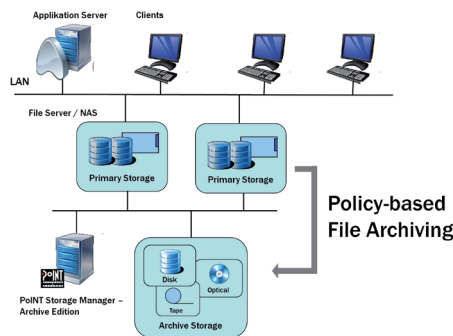 Applikation Server
Clients
LAN
File Server / NAS
Primary Storage
Primary Storage
Policy-based
File Archiving
Disk
Optical
Tape
Archive Storage
PoINT
PoINT Storage Manager –
Archive Edition